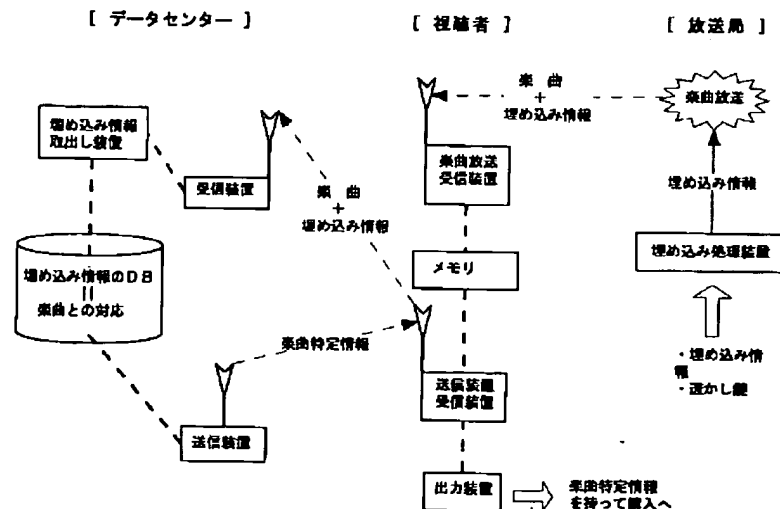 [ データセンター ]
[ 視聴者 ]
[ 放送局 ]
埋め込み情報
取出し装置
受信装置
楽 曲
+
埋め込み情報
埋め込み情報のDB
||
楽曲との対応
楽曲特定情報
送信装置
楽 曲
+
埋め込み情報
楽曲放送
受信装置
メモリ
送信装置
受信装置
出力装置
楽曲特定情報
を持って購入へ
楽曲放送
埋め込み情報
埋め込み処理装置
・埋め込み情
報
・透かし鍵